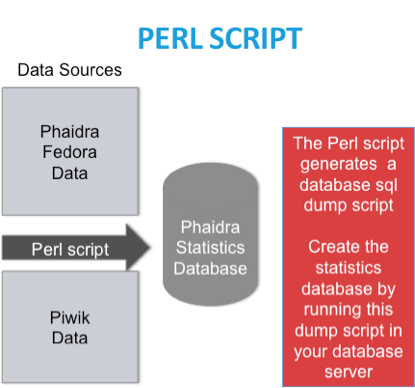 PERL SCRIPT
Data Sources
Phaidra
Fedora
Data
Perl script
Piwik
Data
Phaidra
Statistics
Database
The Perl script
generates a
database sql
dump script
Create the
statistics
database by
running this
dump script in
your database
server